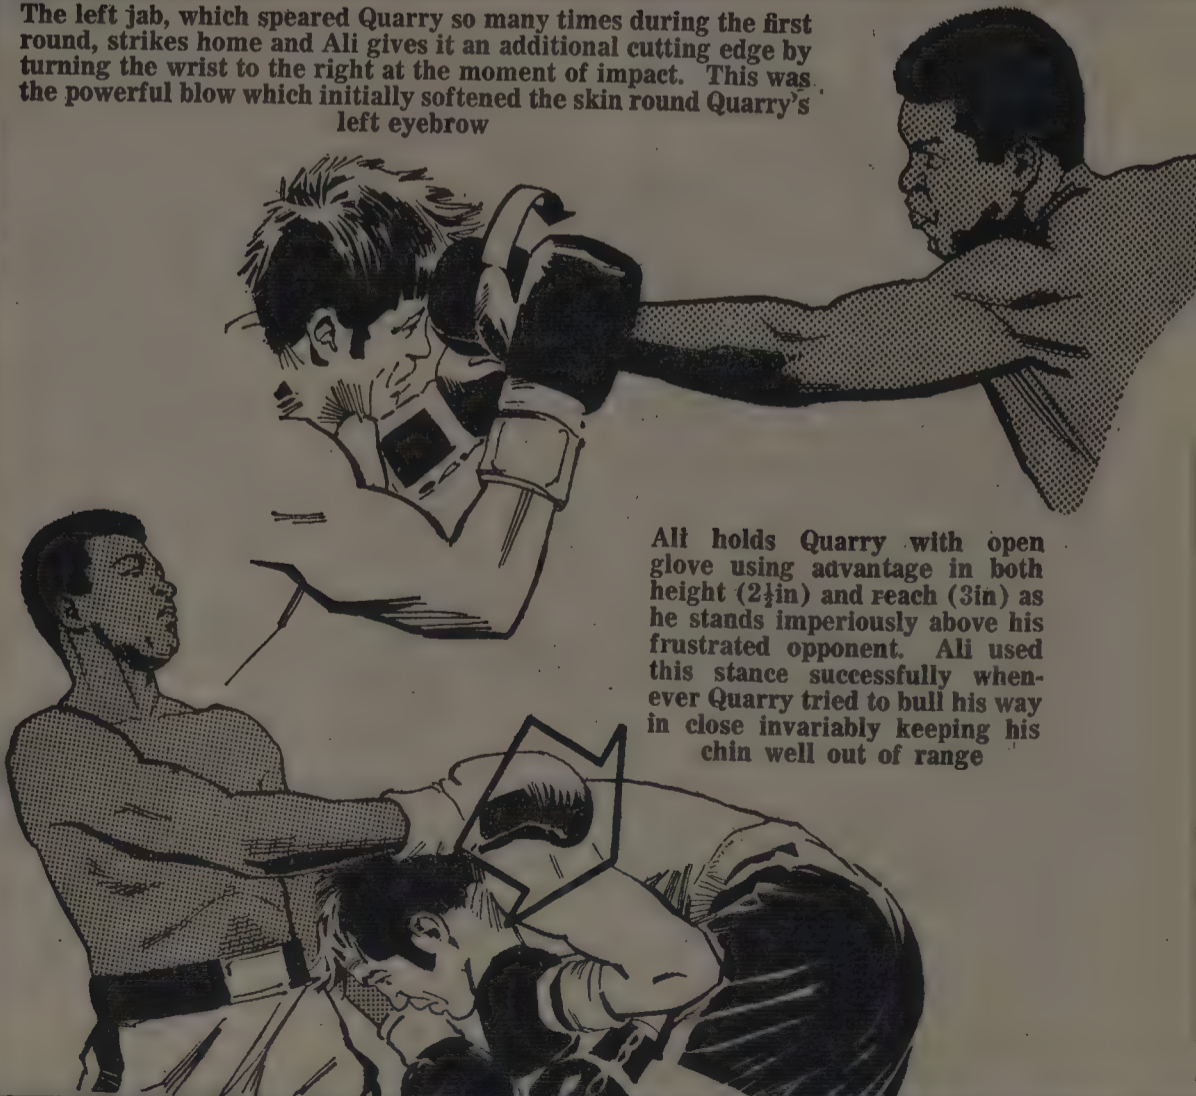 The left jab, which speared Quarry so many times during the first
round, strikes home and Ali gives it an additional cutting edge by
turning the wrist to the right at the moment of impact. This was
the powerful blow which initially softened the skin round Quarry's
left eyebrow
Ali holds Quarry with open
glove using advantage in both
height (2½in) and reach (3in) as
he stands imperiously above his
frustrated opponent. Ali used
this stance successfully when-
ever Quarry tried to bull his way
in close invariably keeping his
chin well out of range